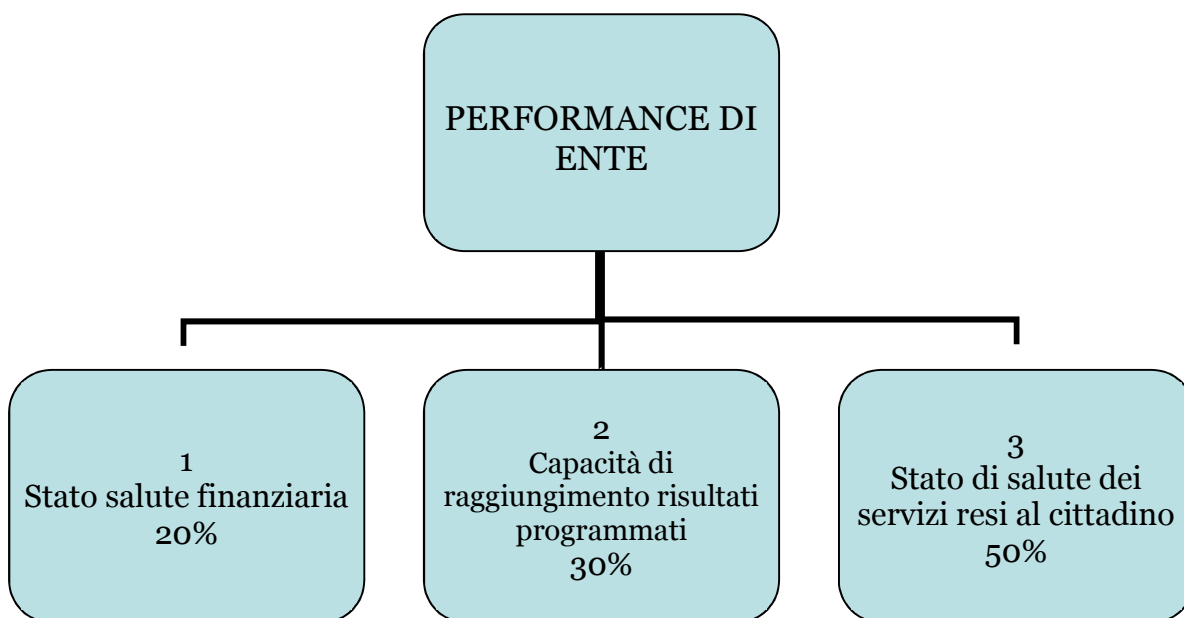 PERFORMANCE DI
ENTE
1
Stato salute finanziaria
20%
2
Capacità di
raggiungimento risultati
programmati
30%
3
Stato di salute dei
servizi resi al cittadino
50%